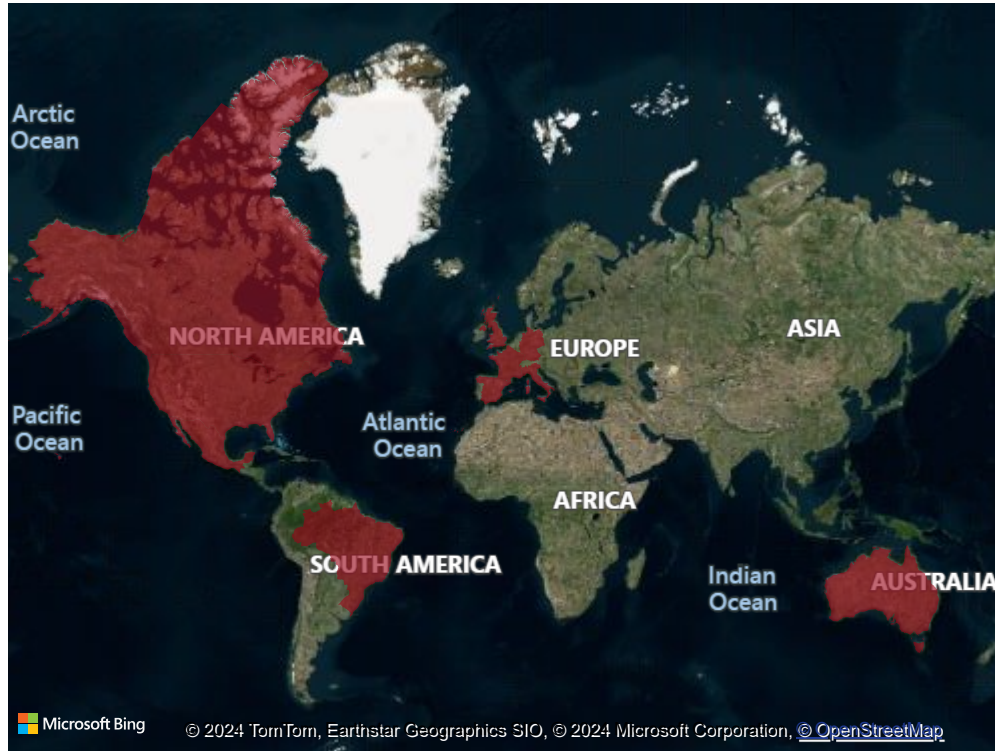 Arctic
Ocean
NORTH AMERICA
EUROPE
ASIA
Pacific
Ocean
Atlantic
Ocean
AFRICA
SOUTH AMERICA
Indian
Ocean
AUSTRALIA
Microsoft Bing
© 2024 TomTom, Earthstar Geographics SIO, © 2024 Microsoft Corporation, © OpenStreetMap